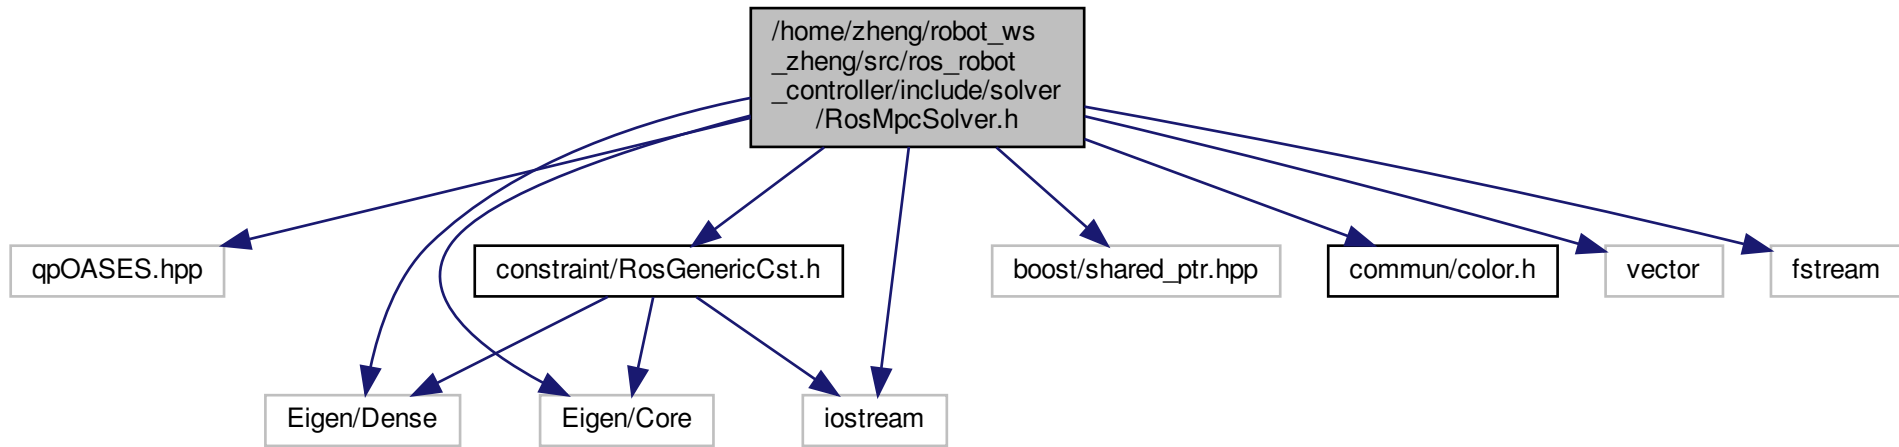 /home/zheng/robot_ws
_zheng/src/ros_robot
_controller/include/solver
/RosMpcSolver.h
qpOASES.hpp
constraint/RosGenericCst.h
boost/shared_ptr.hpp
commun/color.h
vector
fstream
Eigen/Dense
Eigen/Core
iostream